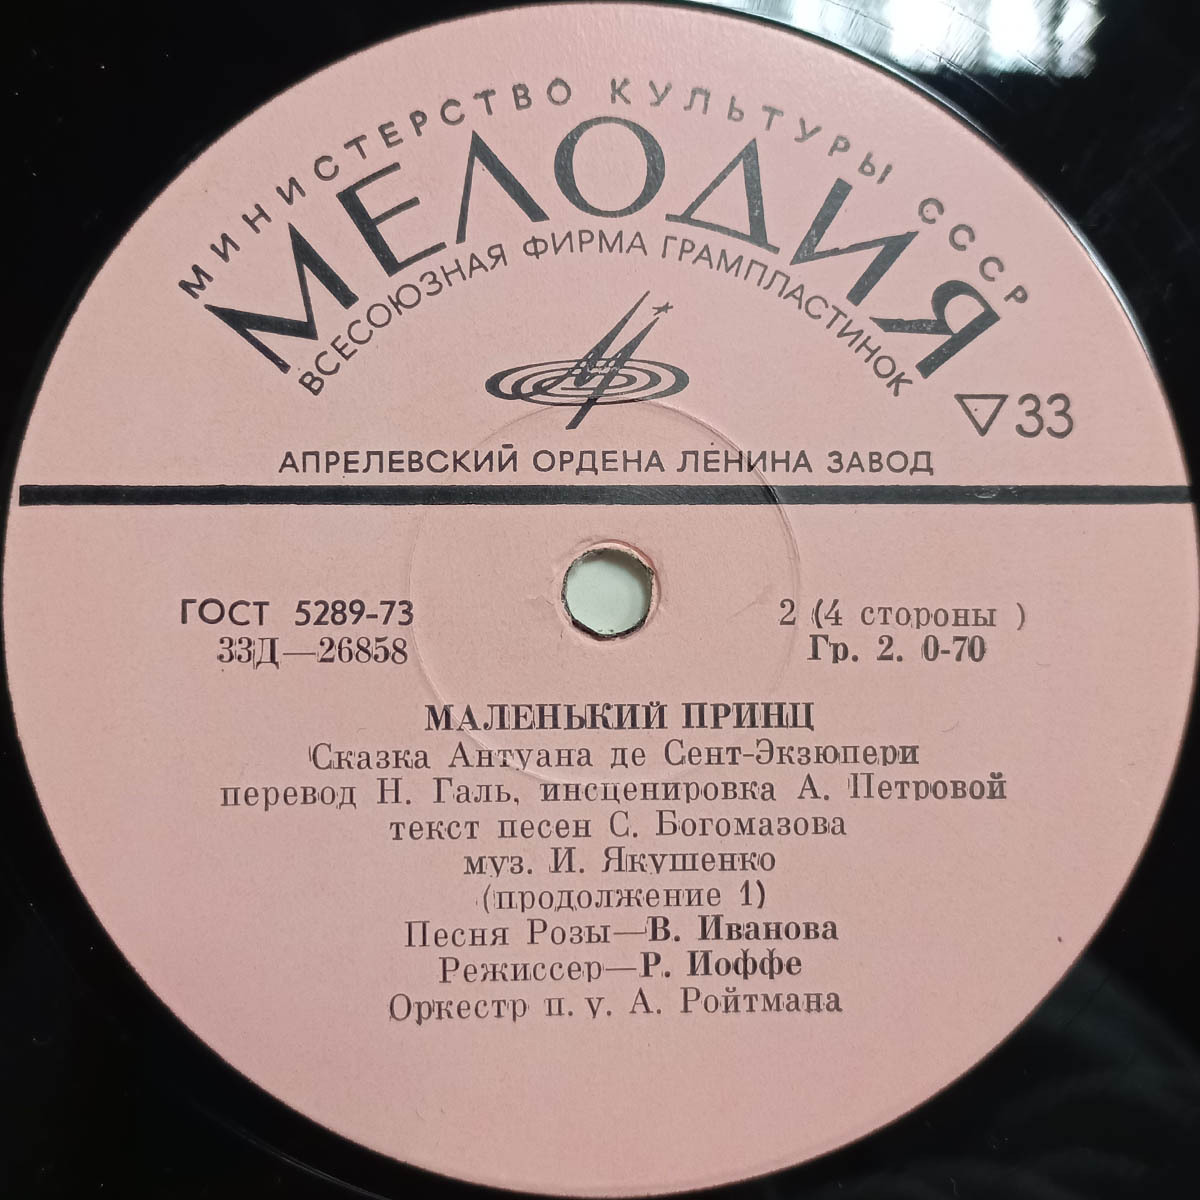 МИНИСТЕРСТВО КУЛЬТУРЫ СССР
МЕЛОДИЯ
ВСЕСОЮЗНАЯ ФИРМА ГРАМПЛАСТИНОК
▽33
АПРЕЛЕВСКИЙ ОРДЕНА ЛЕНИНА ЗАВОД
ГОСТ 5289-73
33Д—26858
2 (4 стороны )
Гр. 2. 0-70
МАЛЕНЬКИЙ ПРИНЦ
Сказка Антуана де Сент-Экзюпери
перевод Н. Галь, инсценировка А. Петровой
текст песен С. Богомазова
муз. И. Якушенко
(продолжение 1)
Песня Розы—В. Иванова
Режиссер—Р. Иоффе
Оркестр п. у. А. Ройтмана